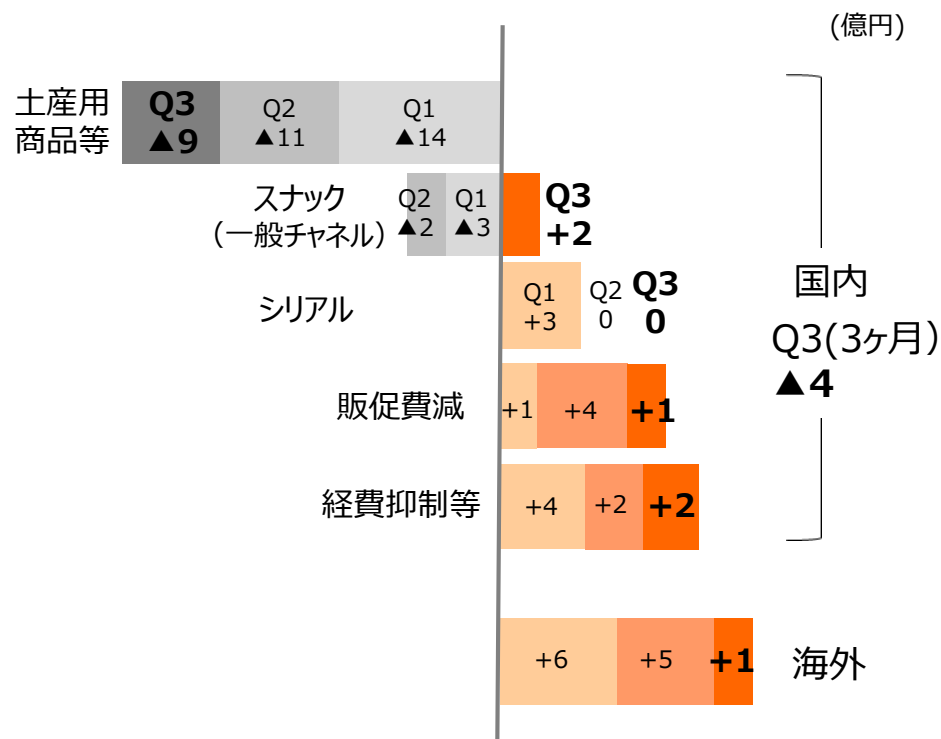 (億円)
土産用
商品等
Q3
▲9
Q2
▲11
Q1
▲14
スナック
(一般チャネル)
Q2
▲2
Q1
▲3
Q3
+2
シリアル
Q1
+3
Q2
0
Q3
0
国内
Q3(3ヶ月)
▲4
販促費減
+1
+4
+1
経費抑制等
+4
+2
+2
+6
+5
+1
海外